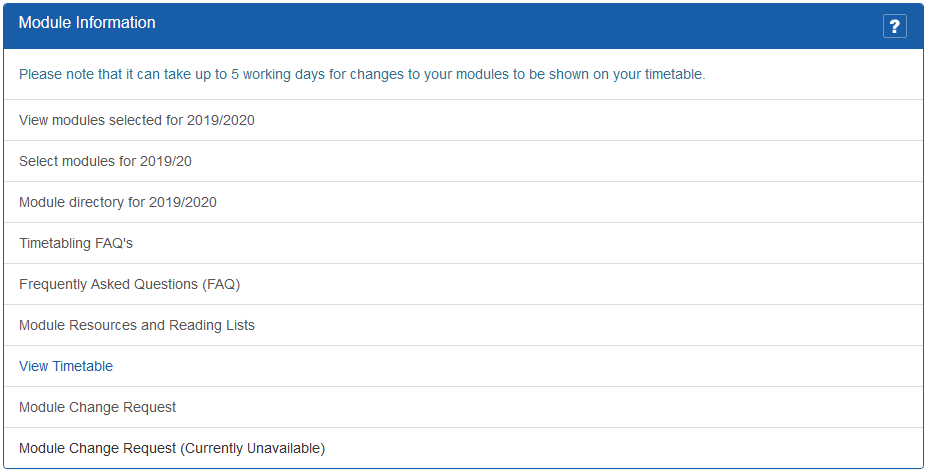 Module Information
?
Please note that it can take up to 5 working days for changes to your modules to be shown on your timetable.
View modules selected for 2019/2020
Select modules for 2019/20
Module directory for 2019/2020
Timetabling FAQ's
Frequently Asked Questions (FAQ)
Module Resources and Reading Lists
View Timetable
Module Change Request
Module Change Request (Currently Unavailable)